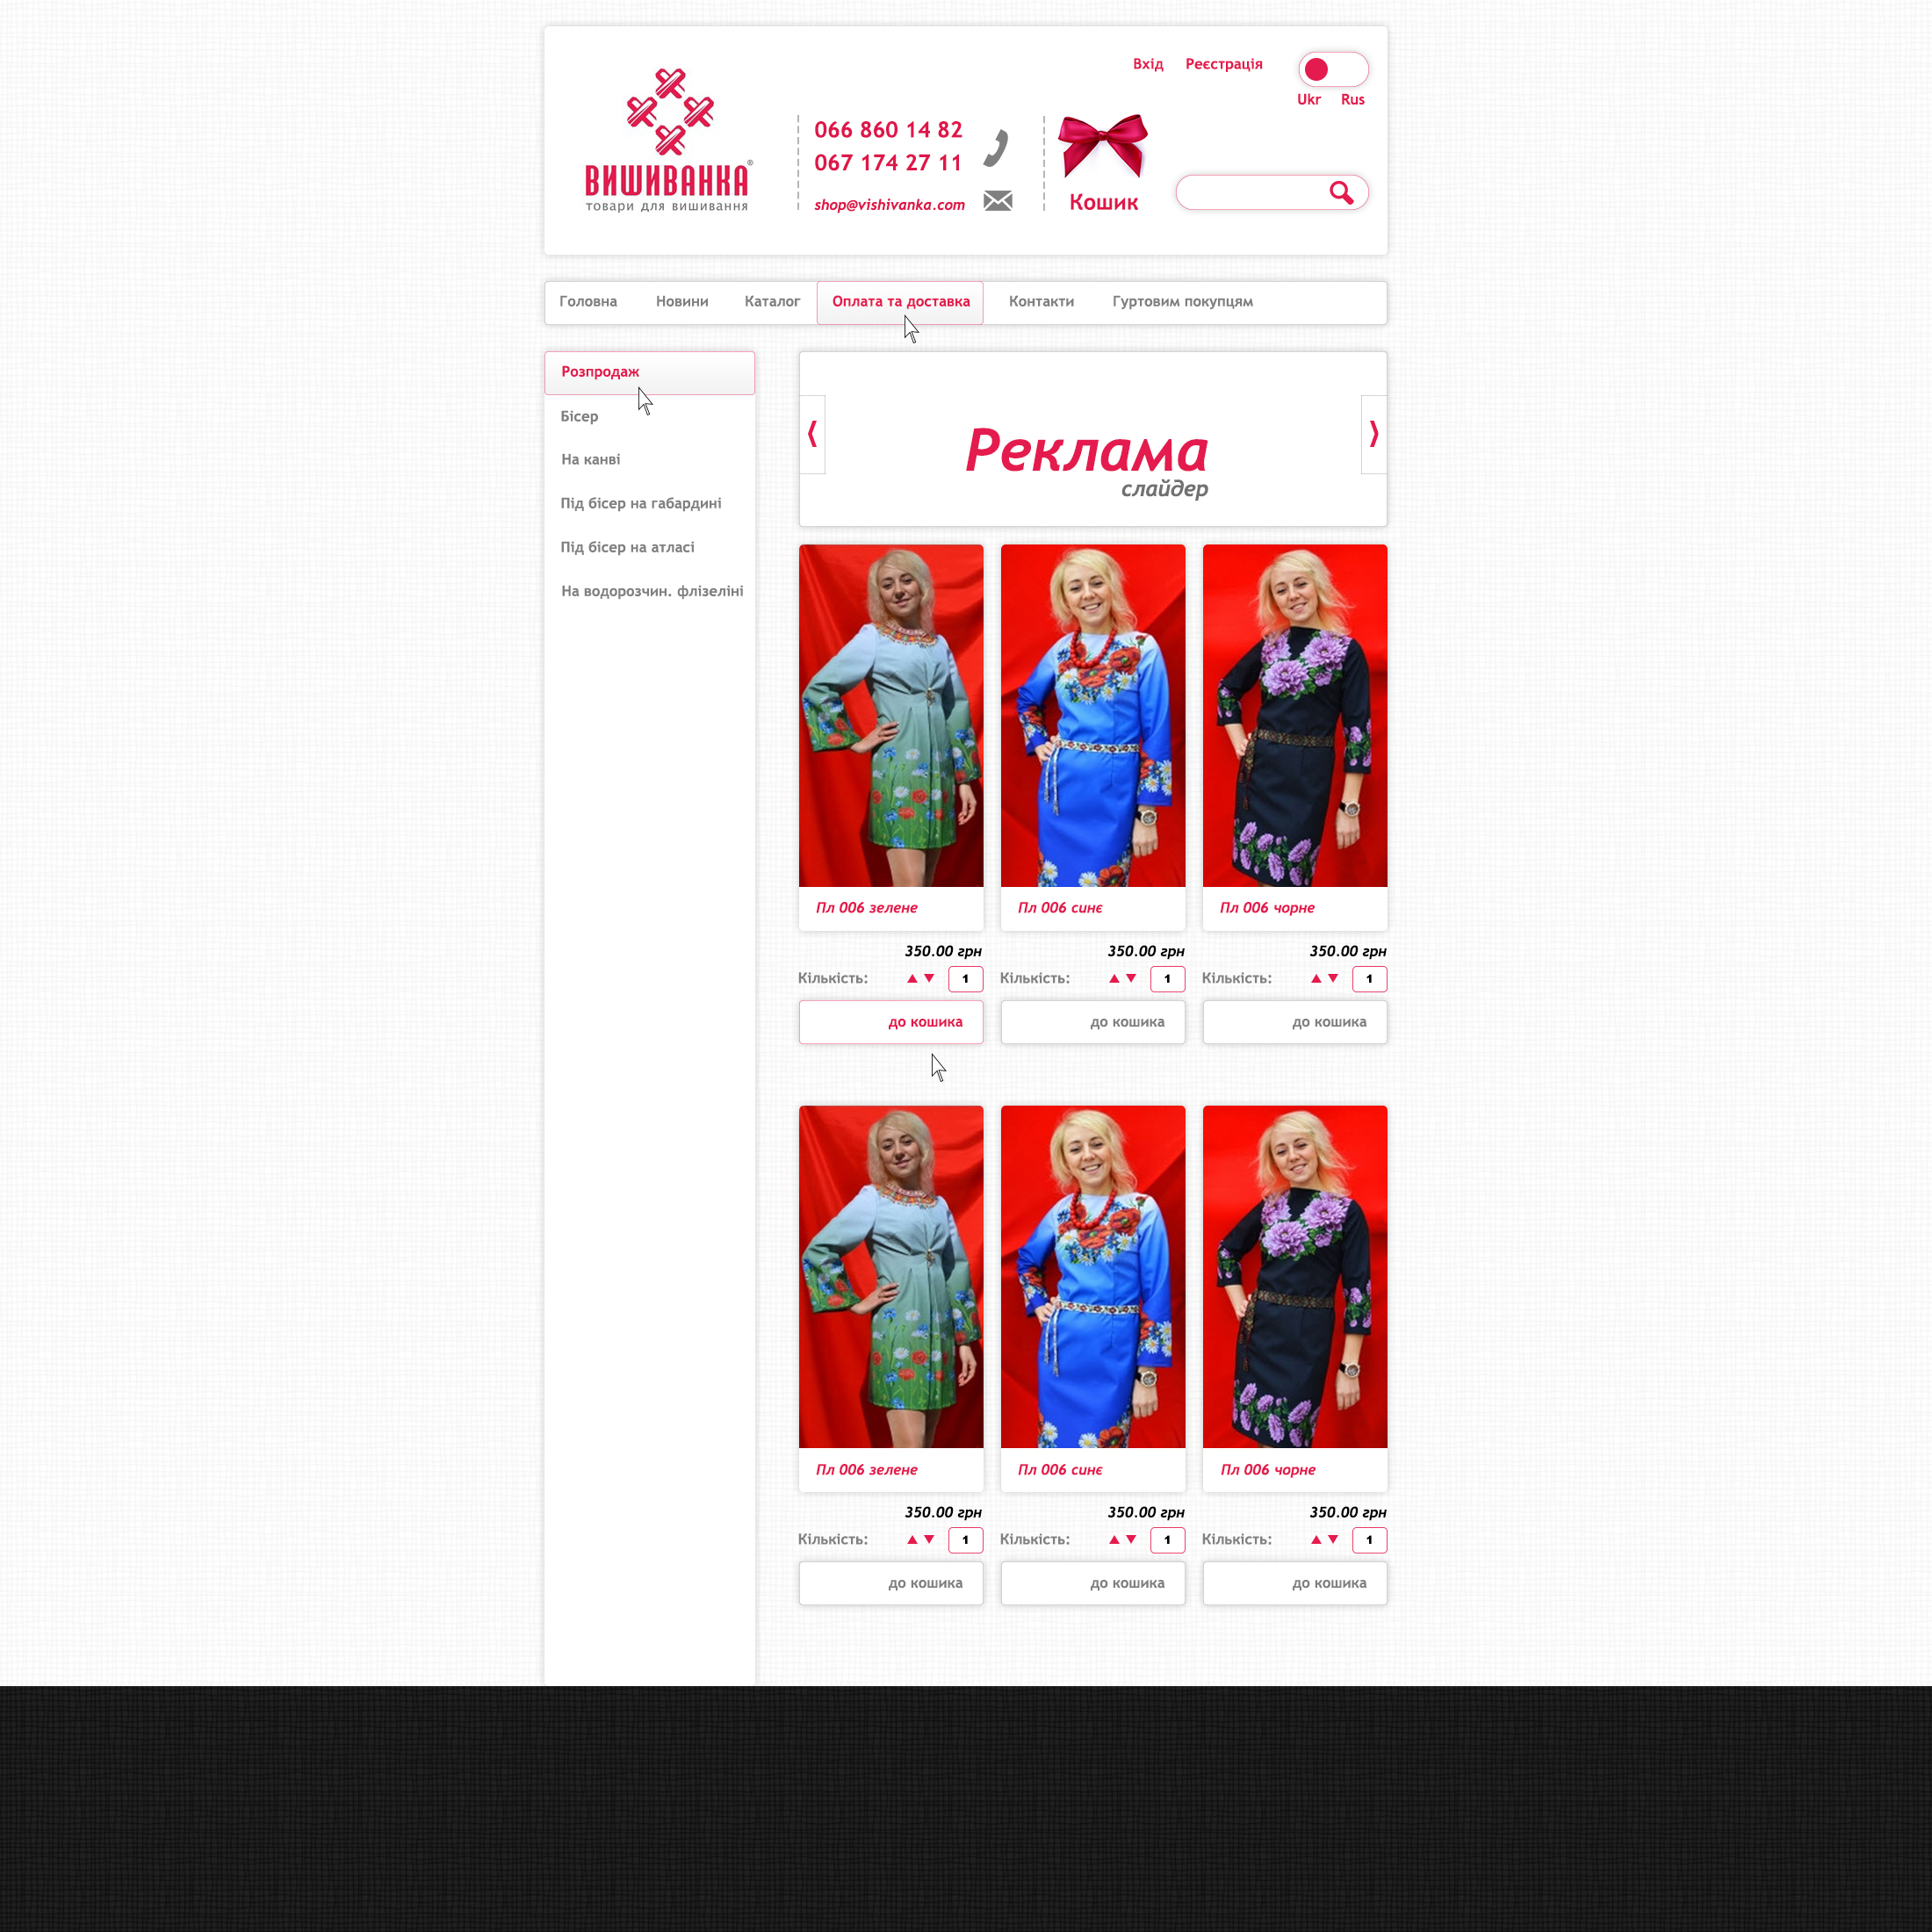 Вхід Реєстрація
Ukr Rus
ВИШИВАНКА®
товари для вишивання
066 860 14 82
067 174 27 11
shop@vishivanka.com
Кошик
Головна Новини Каталог Оплата та доставка Контакти Гуртовим покупцям
Розпродаж
Бісер
На канві
Під бісер на габардині
Під бісер на атласі
На водорозчин. флізеліні
Реклама
слайдер
Пл 006 зелене Пл 006 синє Пл 006 чорне
350.00 грн 350.00 грн 350.00 грн
Кількість: 1 Кількість: 1 Кількість: 1
до кошика до кошика до кошика
Пл 006 зелене Пл 006 синє Пл 006 чорне
350.00 грн 350.00 грн 350.00 грн
Кількість: 1 Кількість: 1 Кількість: 1
до кошика до кошика до кошика